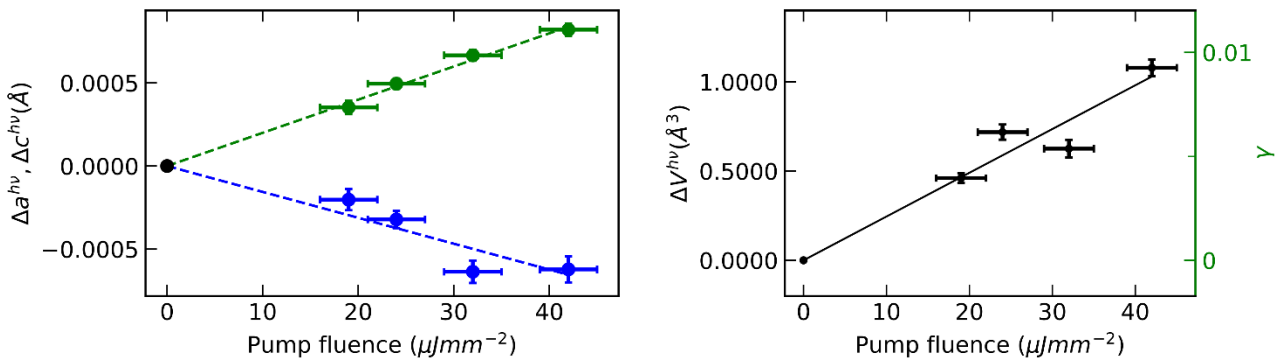 Δa^{hν}, Δc^{hν}(Å)
0.0005
0.0000
−0.0005
0 10 20 30 40
Pump fluence (μJmm⁻²)
ΔV^{hν}(Å³)
1.0000
0.5000
0.0000
0 10 20 30 40
Pump fluence (μJmm⁻²)
0.01
0